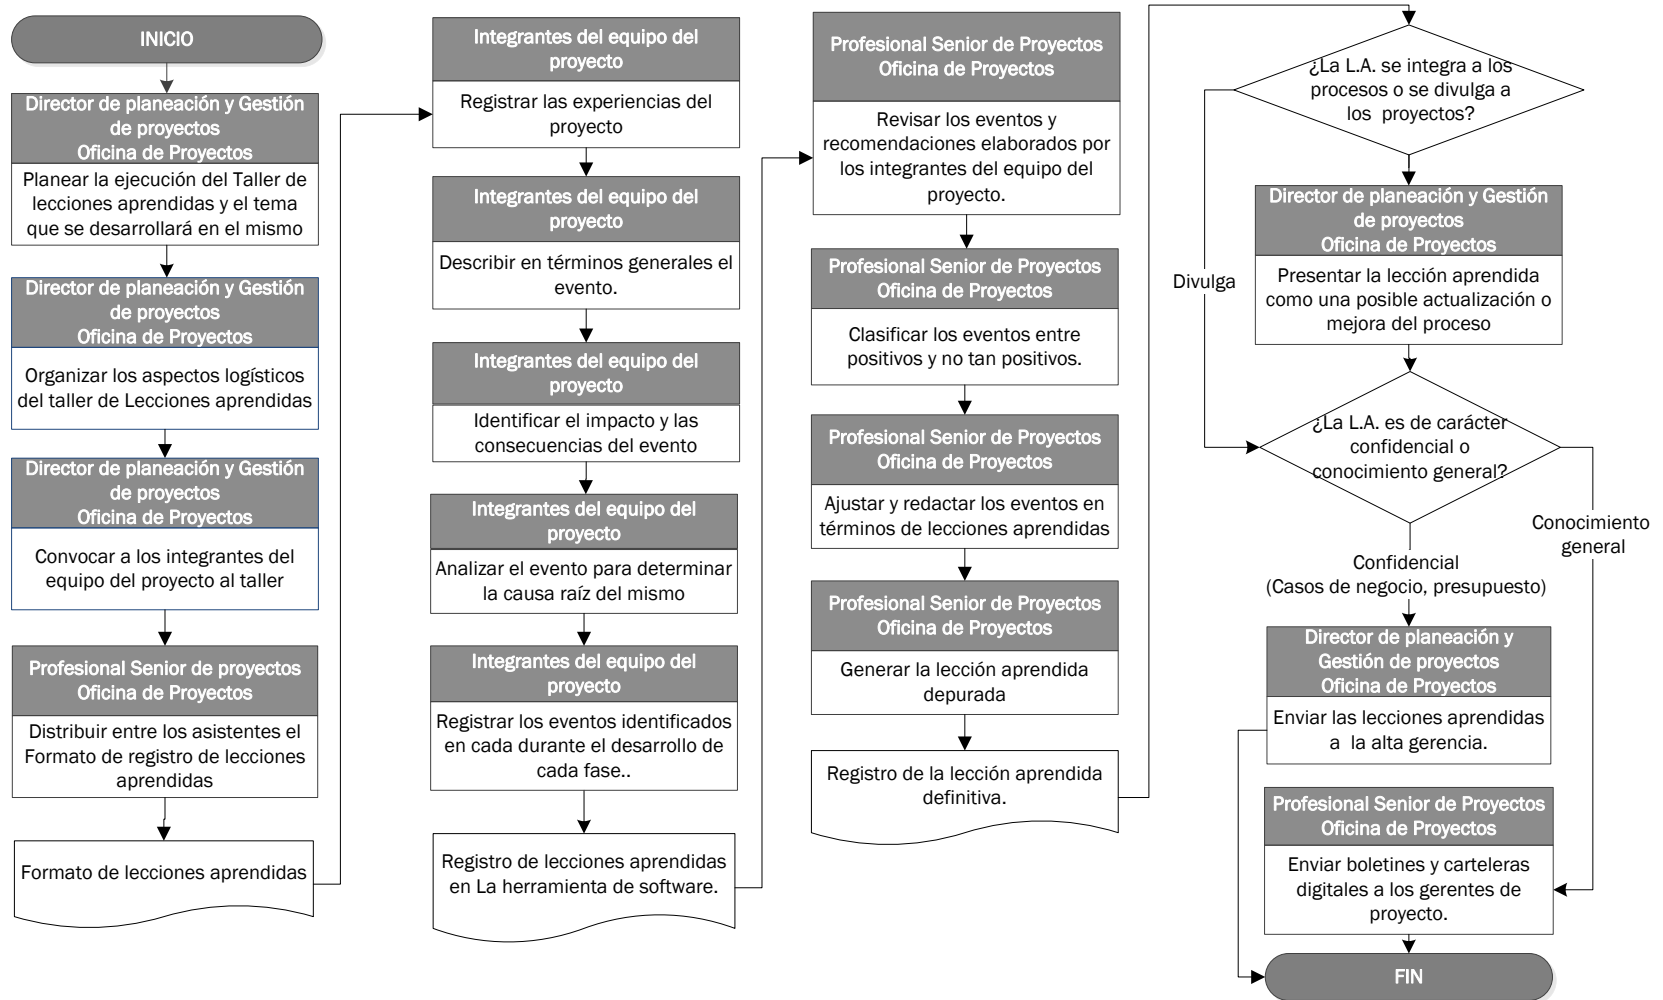 INICIO
Director de planeación y Gestión
de proyectos
Oficina de Proyectos
Planear la ejecución del Taller de
lecciones aprendidas y el tema
que se desarrollará en el mismo
Director de planeación y Gestión
de proyectos
Oficina de Proyectos
Organizar los aspectos logísticos
del taller de Lecciones aprendidas
Director de planeación y Gestión
de proyectos
Oficina de Proyectos
Convocar a los integrantes del
equipo del proyecto al taller
Profesional Senior de proyectos
Oficina de Proyectos
Distribuir entre los asistentes el
Formato de registro de lecciones
aprendidas
Formato de lecciones aprendidas
Integrantes del equipo del
proyecto
Registrar las experiencias del
proyecto
Integrantes del equipo del
proyecto
Describir en términos generales el
evento.
Integrantes del equipo del
proyecto
Identificar el impacto y las
consecuencias del evento
Integrantes del equipo del
proyecto
Analizar el evento para determinar
la causa raíz del mismo
Integrantes del equipo del
proyecto
Registrar los eventos identificados
en cada durante el desarrollo de
cada fase..
Registro de lecciones aprendidas
en La herramienta de software.
Profesional Senior de Proyectos
Oficina de Proyectos
Revisar los eventos y
recomendaciones elaborados por
los integrantes del equipo del
proyecto.
Profesional Senior de Proyectos
Oficina de Proyectos
Clasificar los eventos entre
positivos y no tan positivos.
Profesional Senior de Proyectos
Oficina de Proyectos
Ajustar y redactar los eventos en
términos de lecciones aprendidas
Profesional Senior de Proyectos
Oficina de Proyectos
Generar la lección aprendida
depurada
Registro de la lección aprendida
definitiva.
¿La L.A. se integra a los
procesos o se divulga a
los proyectos?
Divulga
Director de planeación y Gestión
de proyectos
Oficina de Proyectos
Presentar la lección aprendida
como una posible actualización o
mejora del proceso
¿La L.A. es de carácter
confidencial o
conocimiento general?
Conocimiento
general
Confidencial
(Casos de negocio, presupuesto)
Director de planeación y
Gestión de proyectos
Oficina de Proyectos
Enviar las lecciones aprendidas
a la alta gerencia.
Profesional Senior de Proyectos
Oficina de Proyectos
Enviar boletines y carteleras
digitales a los gerentes de
proyecto.
FIN